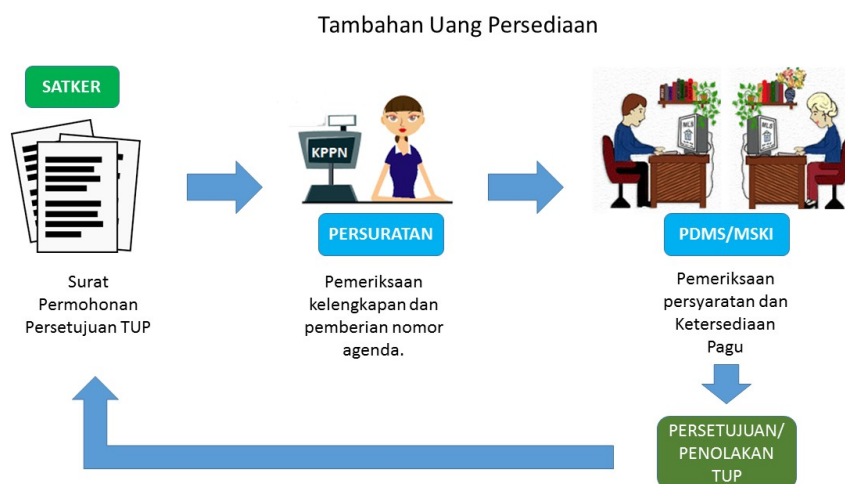 Tambahan Uang Persediaan
SATKER
Surat
Permohonan
Persetujuan TUP
KPPN
PERSURATAN
Pemeriksaan
kelengkapan dan
pemberian nomor
agenda.
PDMS/MSKI
Pemeriksaan
persyaratan dan
Ketersediaan
Pagu
PERSETUJUAN/
PENOLAKAN
TUP